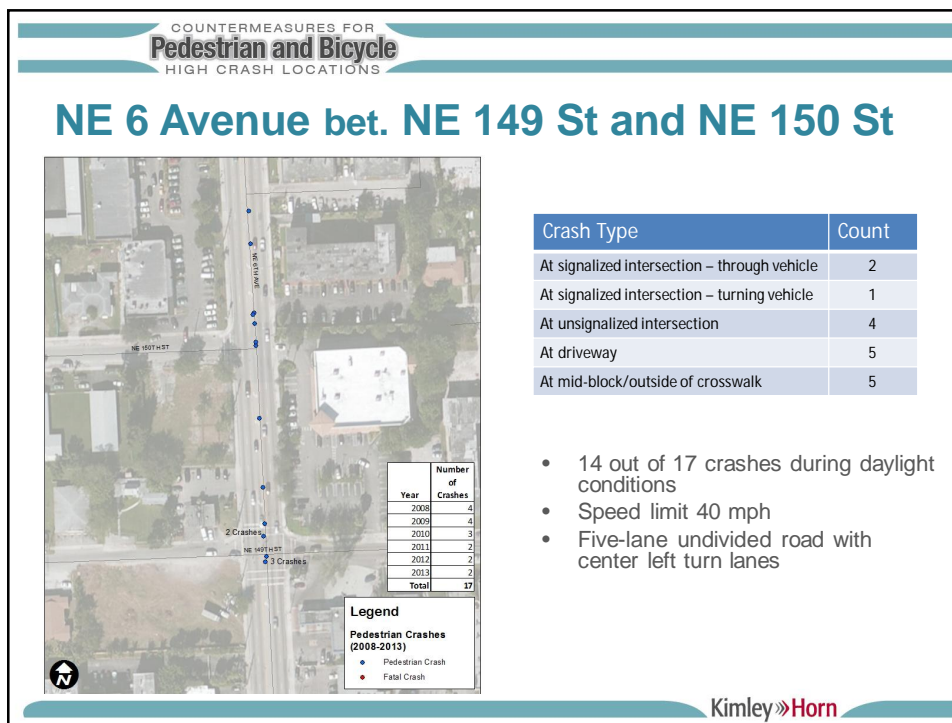 COUNTERMEASURES FOR
Pedestrian and Bicycle
HIGH CRASH LOCATIONS
NE 6 Avenue bet. NE 149 St and NE 150 St
NE 6TH AVE
NE 150TH ST
2 Crashes
NE 149TH ST
3 Crashes
Year Number of Crashes
2008 4
2009 4
2010 3
2011 2
2012 2
2013 2
Total 17
Legend
Pedestrian Crashes
(2008-2013)
Pedestrian Crash
Fatal Crash
N
Crash Type Count
At signalized intersection – through vehicle 2
At signalized intersection – turning vehicle 1
At unsignalized intersection 4
At driveway 5
At mid-block/outside of crosswalk 5
• 14 out of 17 crashes during daylight
conditions
• Speed limit 40 mph
• Five-lane undivided road with
center left turn lanes
Kimley»Horn